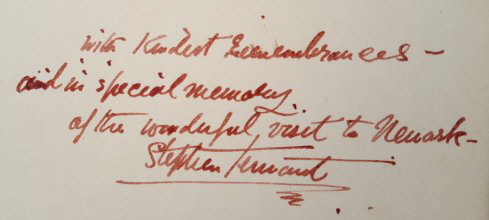 with Kindest Remembrances –
and in special memory
of the wonderful visit to Newark –
Stephen Tennant